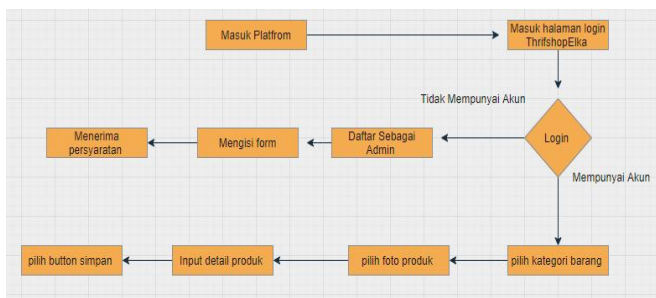 Masuk Platfrom
Masuk halaman login
ThrifshopElka
Tidak Mempunyai Akun
Login
Daftar Sebagai
Admin
Mengisi form
Menerima
persyaratan
Mempunyai Akun
pilih kategori barang
pilih foto produk
Input detail produk
pilih button simpan